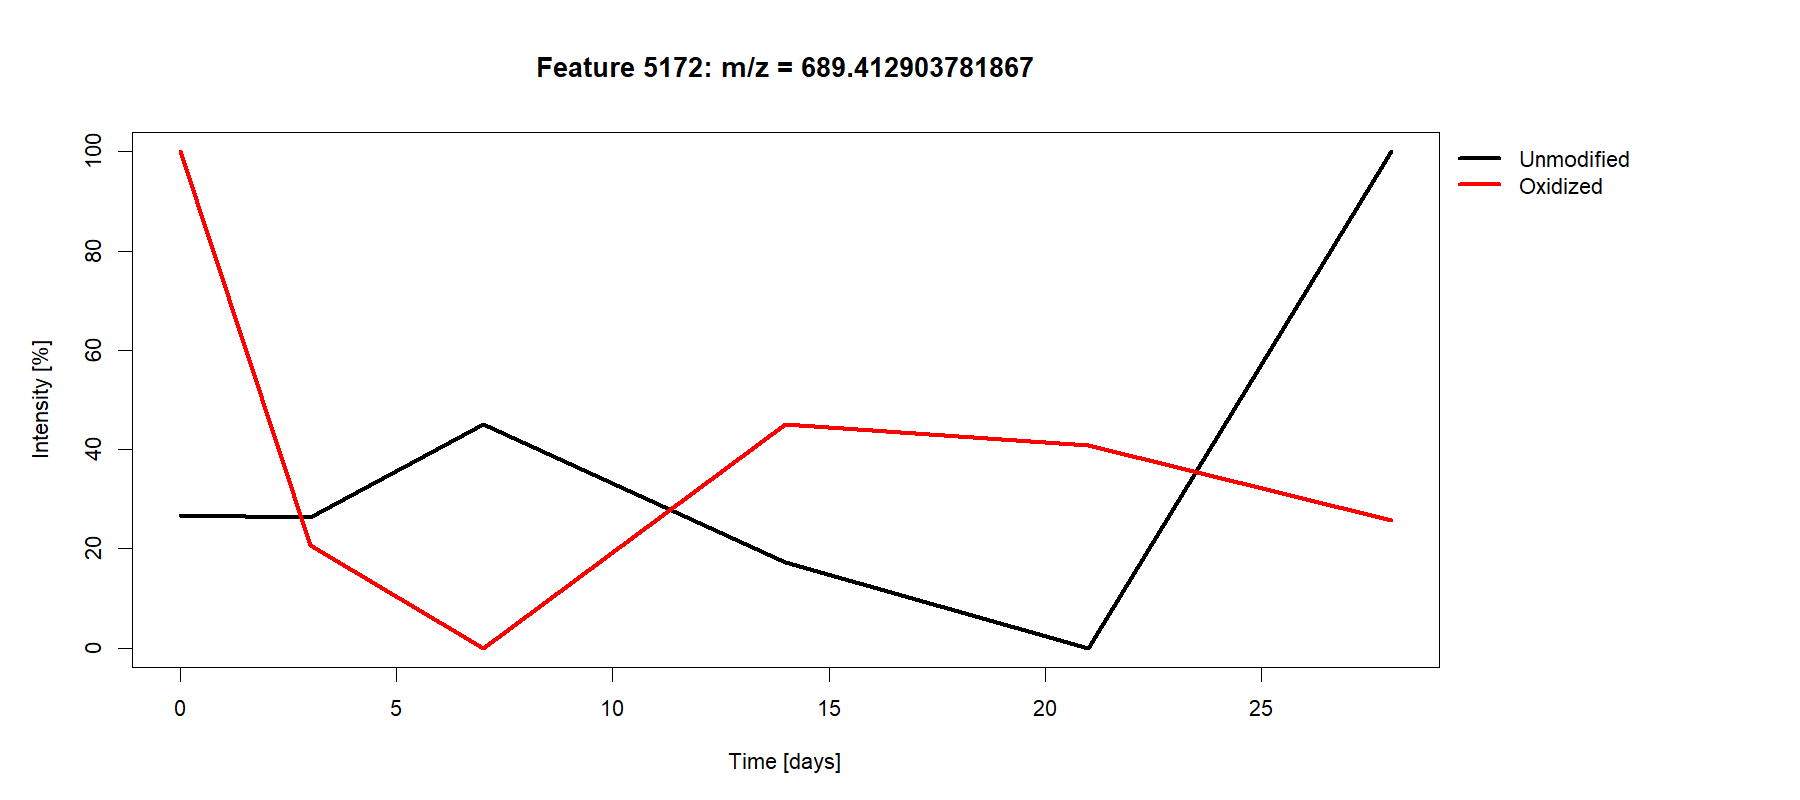 Feature 5172: m/z = 689.412903781867
Unmodified
Oxidized
Intensity [%]
100
80
60
40
20
0
0 5 10 15 20 25
Time [days]